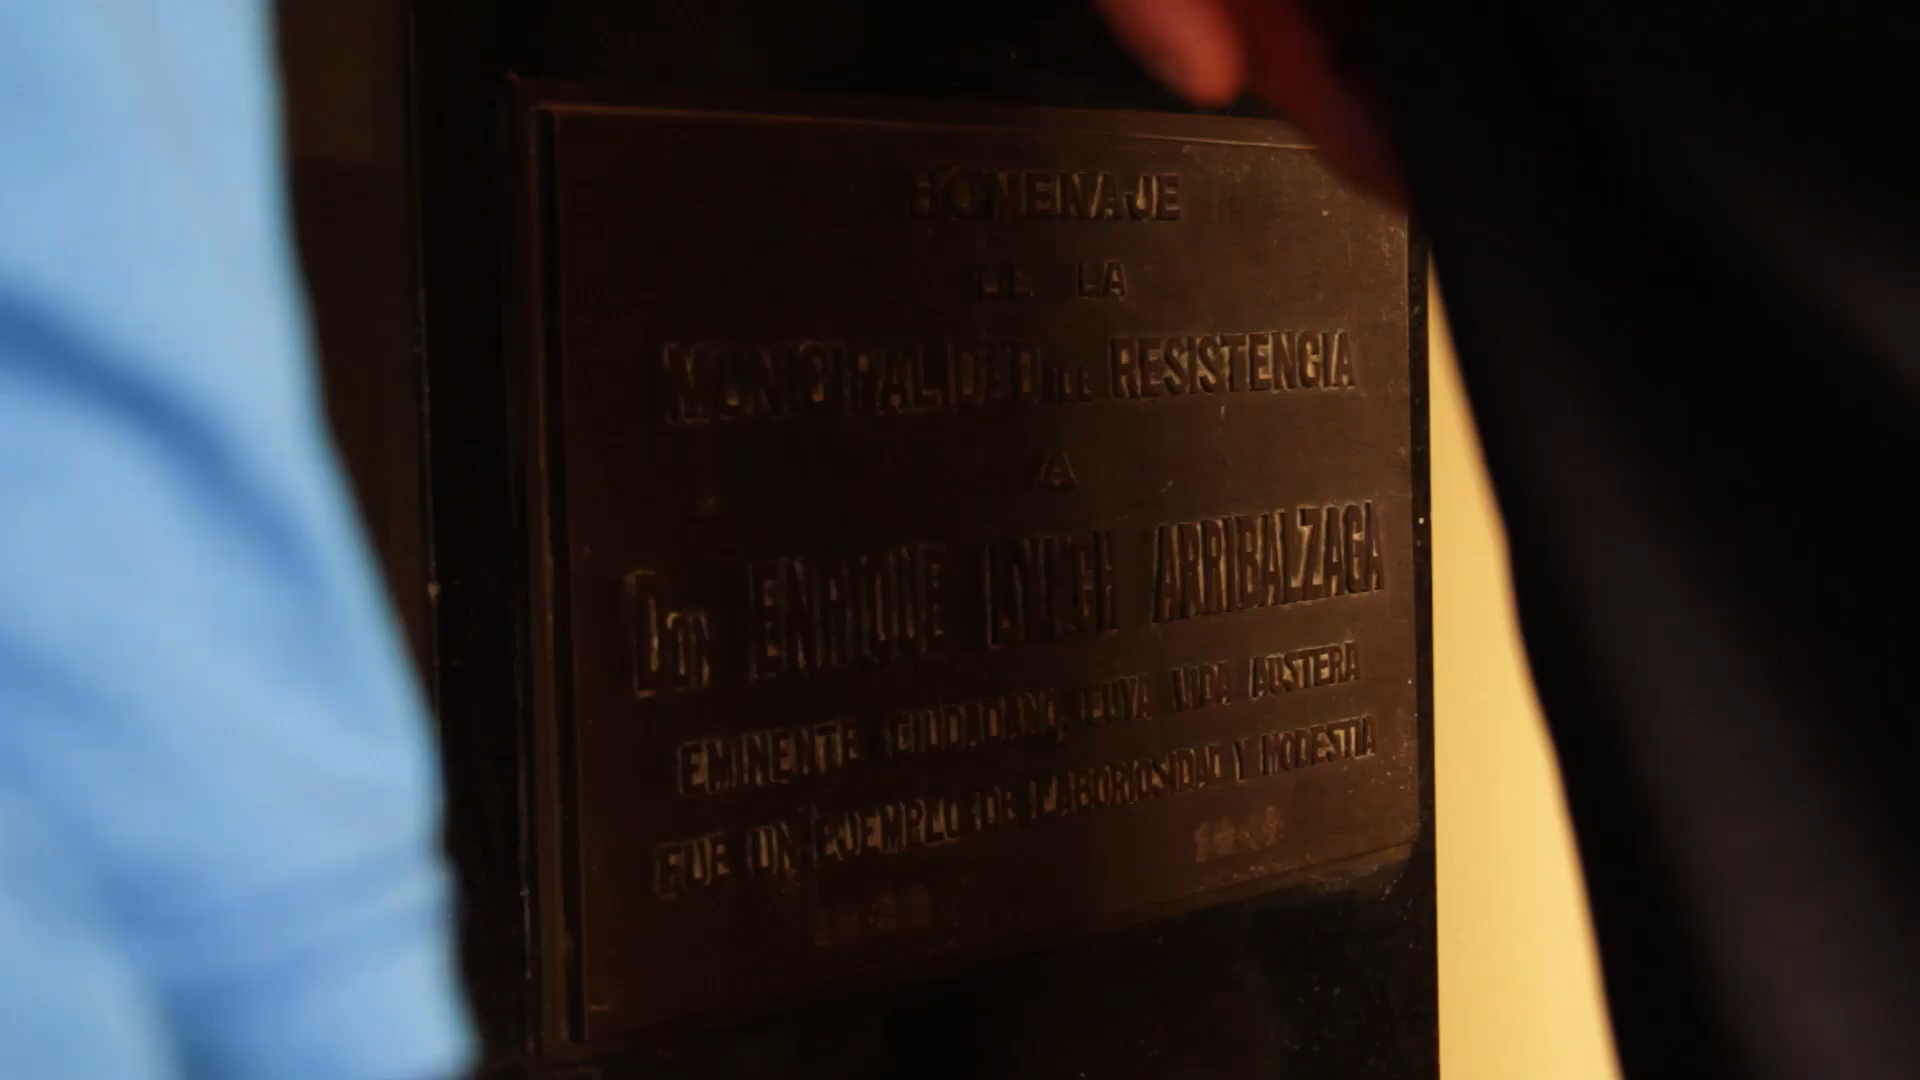 HOMENAJE
DE LA
MUNICIPALIDAD DE RESISTENCIA
A
Don ENRIQUE LYNCH ARRIBALZAGA
EMINENTE CIUDADANO, CUYA VIDA AUSTERA
FUE UN EJEMPLO DE LABORIOSIDAD Y MODESTIA